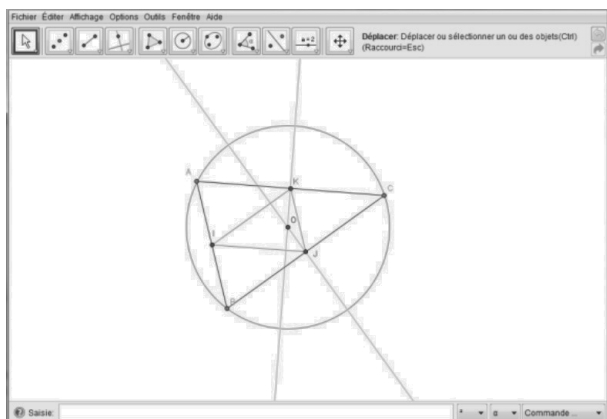 Fichier Éditer Affichage Options Outils Fenêtre Aide
a=2
Déplacer: Déplacer ou sélectionner un ou des objets(Ctrl)
(Raccourci=Esc)
A
K
C
O
I
J
B
Saisie:
α
Commande ...